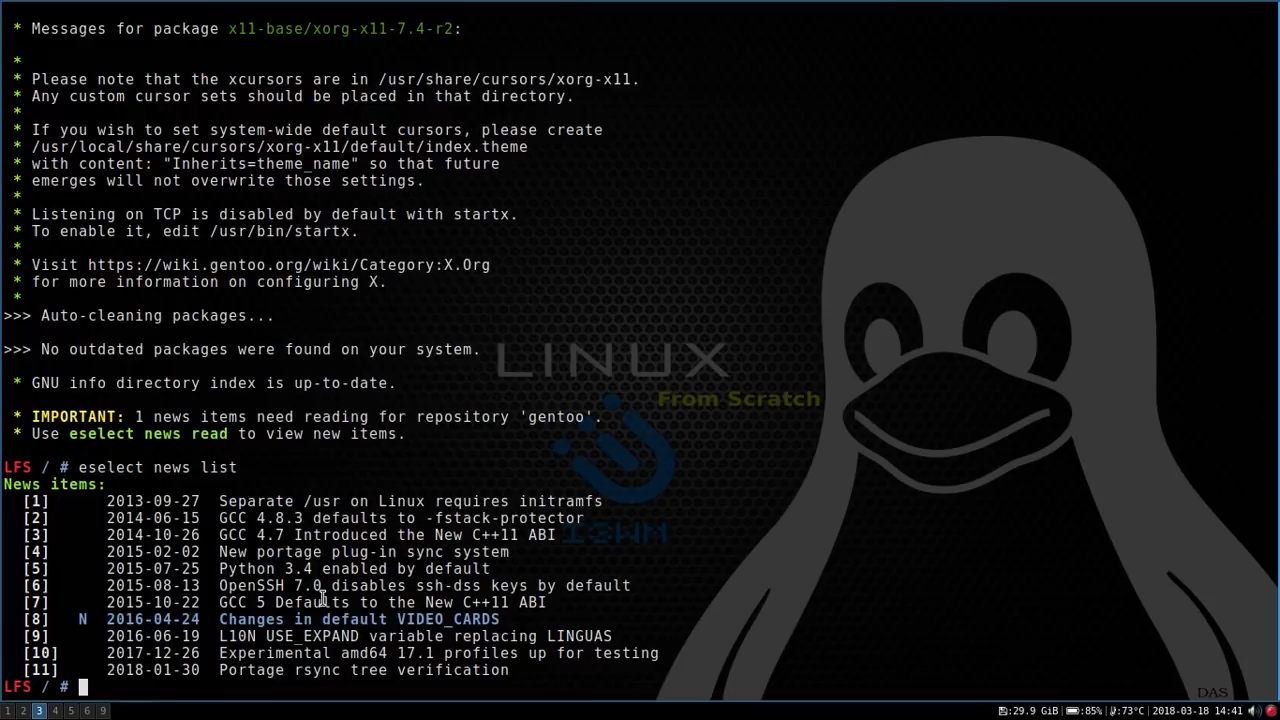 * Messages for package x11-base/xorg-x11-7.4-r2:
*
* Please note that the xcursors are in /usr/share/cursors/xorg-x11.
* Any custom cursor sets should be placed in that directory.
*
* If you wish to set system-wide default cursors, please create
* /usr/local/share/cursors/xorg-x11/default/index.theme
* with content: "Inherits=theme_name" so that future
* emerges will not overwrite those settings.
*
* Listening on TCP is disabled by default with startx.
* To enable it, edit /usr/bin/startx.
*
* Visit https://wiki.gentoo.org/wiki/Category:X.Org
* for more information on configuring X.
*
>>> Auto-cleaning packages...
>>> No outdated packages were found on your system.
LINUX
* GNU info directory index is up-to-date.
From Scratch
* IMPORTANT: 1 news items need reading for repository 'gentoo'.
* Use eselect news read to view new items.
LFS / # eselect news list
News items:
[1] 2013-09-27 Separate /usr on Linux requires initramfs
[2] 2014-06-15 GCC 4.8.3 defaults to -fstack-protector
[3] 2014-10-26 GCC 4.7 Introduced the New C++11 ABI
I3WM
[4] 2015-02-02 New portage plug-in sync system
[5] 2015-07-25 Python 3.4 enabled by default
[6] 2015-08-13 OpenSSH 7.0 disables ssh-dss keys by default
[7] 2015-10-22 GCC 5 Defaults to the New C++11 ABI
[8] N 2016-04-24 Changes in default VIDEO_CARDS
[9] 2016-06-19 L10N USE_EXPAND variable replacing LINGUAS
[10] 2017-12-26 Experimental amd64 17.1 profiles up for testing
[11] 2018-01-30 Portage rsync tree verification
LFS / #
DAS
1 2 3 4 5 6 9 :29.9 GiB :85% :73°C 2018-03-18 14:41